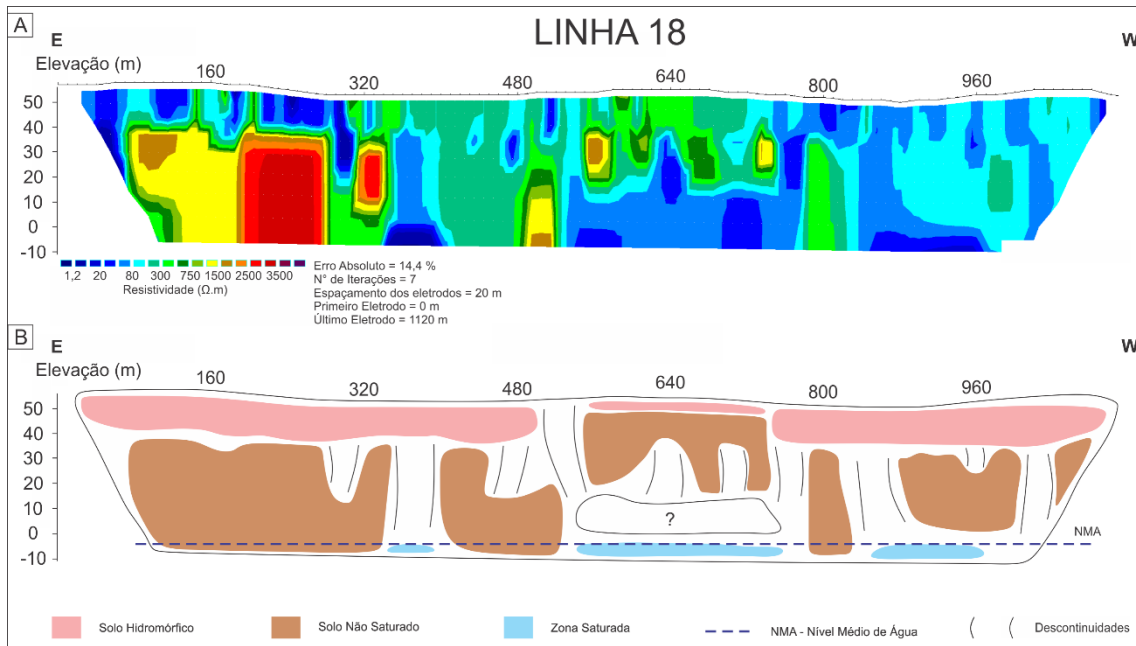 A
E
LINHA 18
W
Elevação (m)
160
320
480
640
800
960
50
40
30
20
10
0
-10
1,2 20 80 300 750 1500 2500 3500
Resistividade (Ω.m)
Erro Absoluto = 14,4 %
N° de Iterações = 7
Espaçamento dos eletrodos = 20 m
Primeiro Eletrodo = 0 m
Último Eletrodo = 1120 m
B
E
W
Elevação (m)
160
320
480
640
800
960
50
40
30
20
10
0
-10
?
NMA
Solo Hidromórfico
Solo Não Saturado
Zona Saturada
NMA - Nível Médio de Água
Descontinuidades